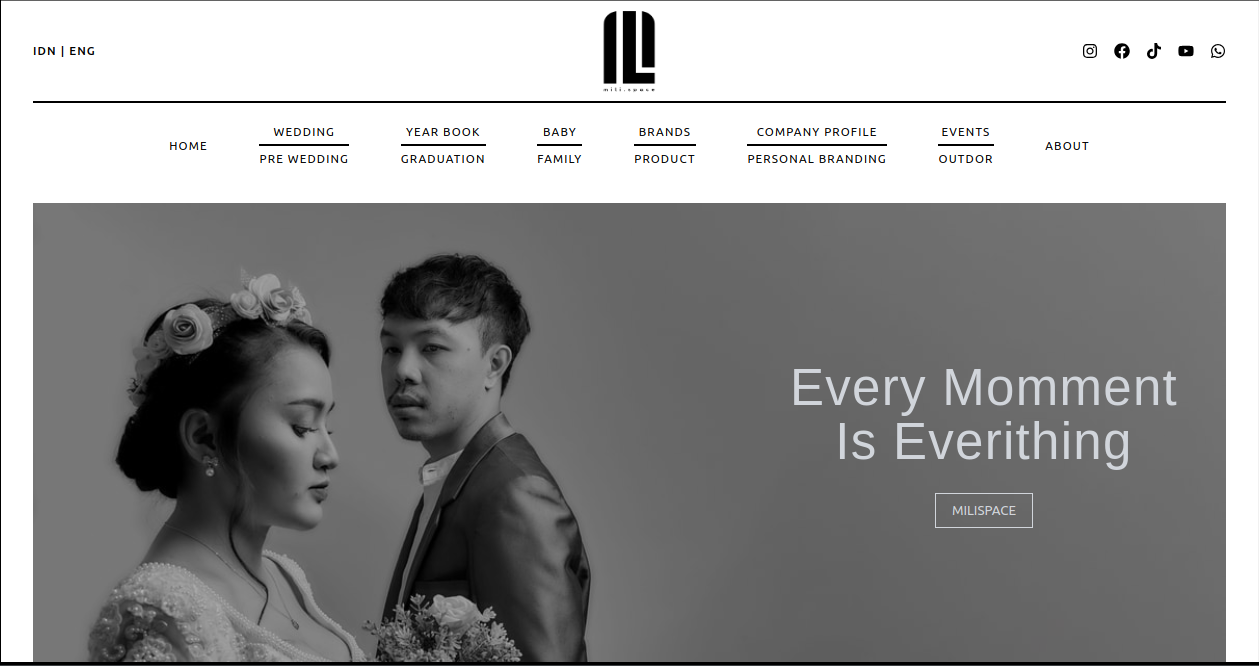 IDN | ENG
mili.space
HOME
WEDDING
PRE WEDDING
YEAR BOOK
GRADUATION
BABY
FAMILY
BRANDS
PRODUCT
COMPANY PROFILE
PERSONAL BRANDING
EVENTS
OUTDOR
ABOUT
Every Momment
Is Everithing
MILISPACE